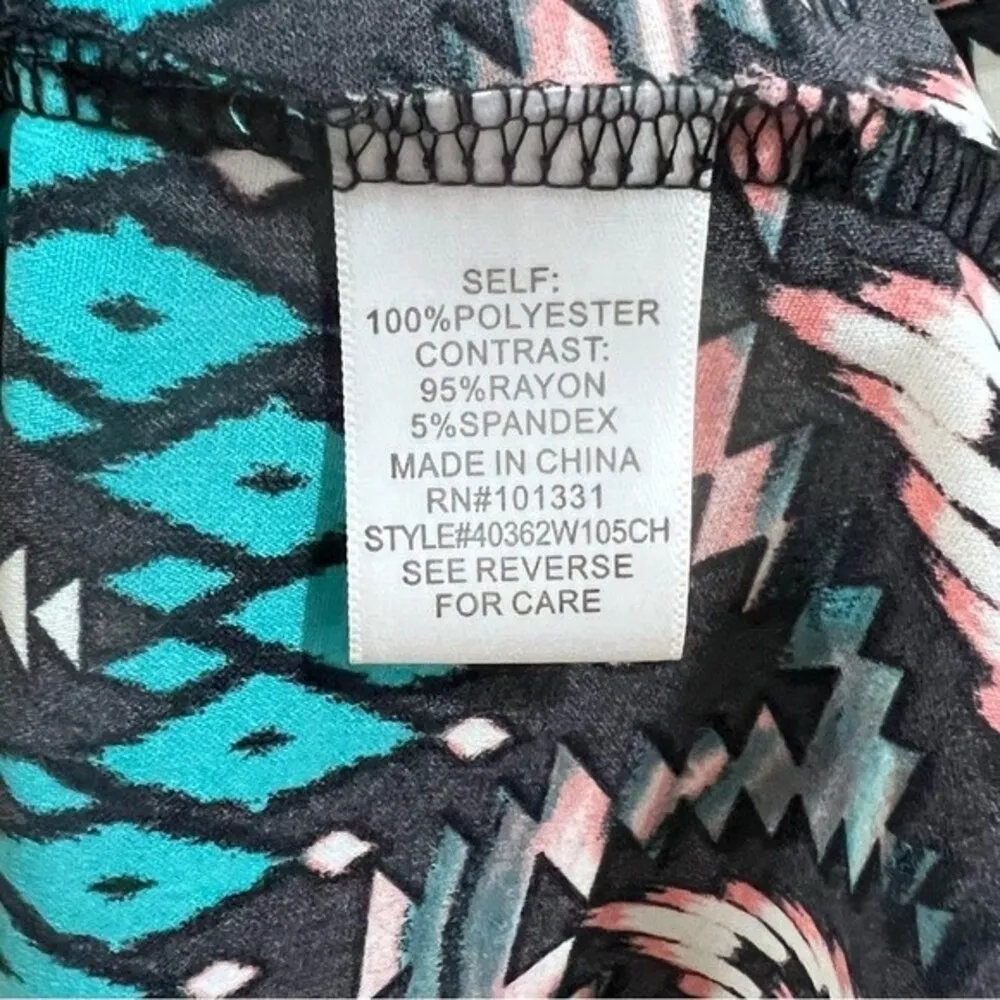 SELF:
100%POLYESTER
CONTRAST:
95%RAYON
5%SPANDEX
MADE IN CHINA
RN#101331
STYLE#40362W105CH
SEE REVERSE
FOR CARE